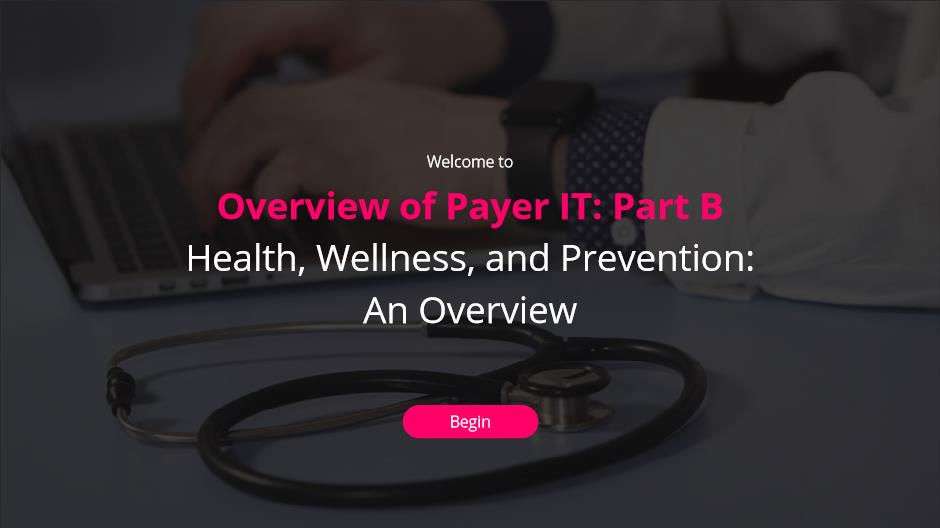 Welcome to
Overview of Payer IT: Part B
Health, Wellness, and Prevention:
An Overview
Begin